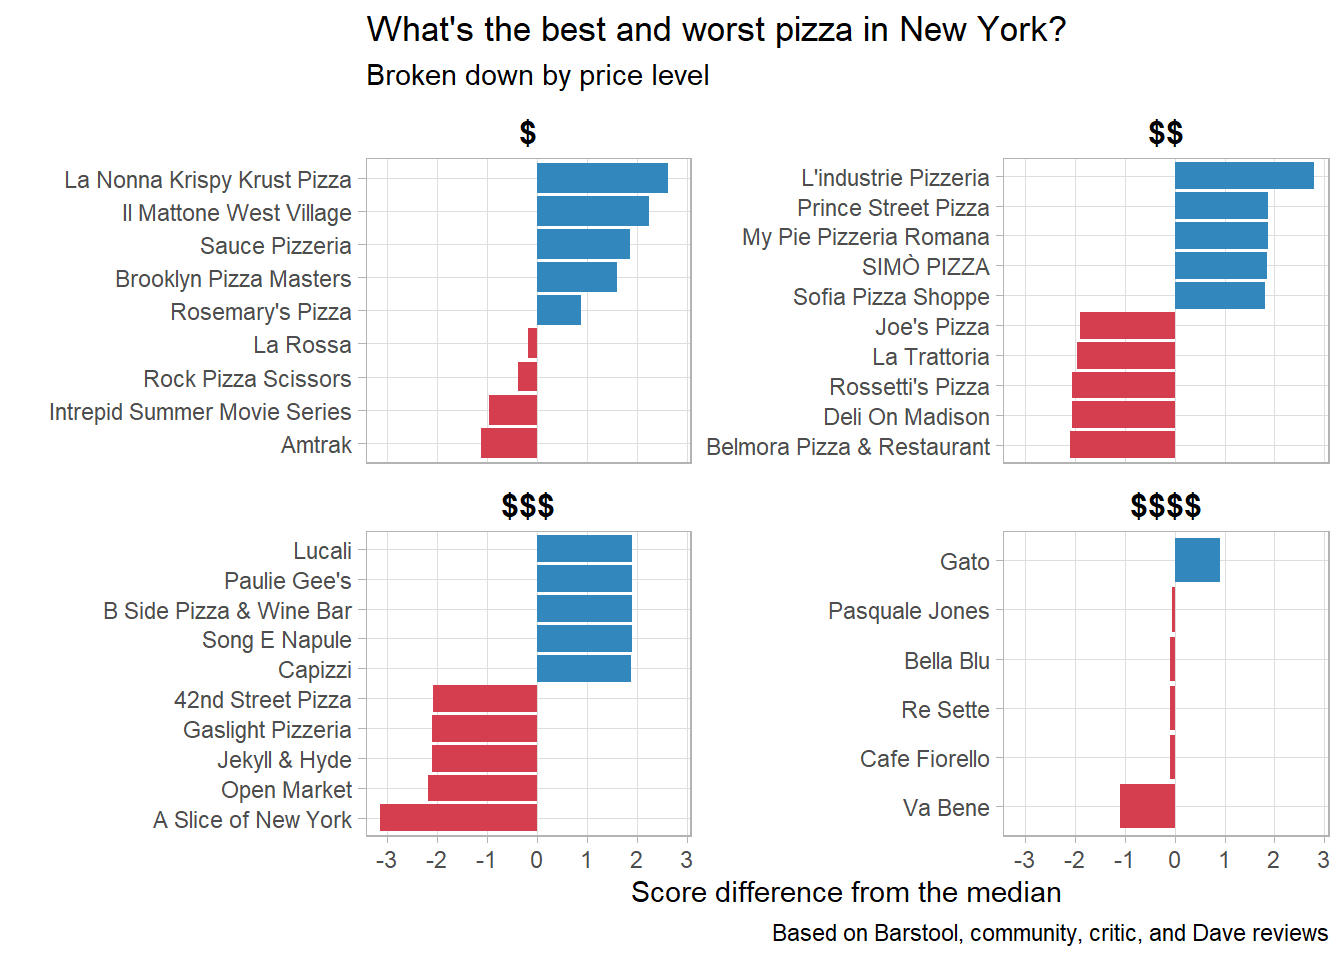 What's the best and worst pizza in New York?
Broken down by price level
$
La Nonna Krispy Krust Pizza
Il Mattone West Village
Sauce Pizzeria
Brooklyn Pizza Masters
Rosemary's Pizza
La Rossa
Rock Pizza Scissors
Intrepid Summer Movie Series
Amtrak
$$
L'industrie Pizzeria
Prince Street Pizza
My Pie Pizzeria Romana
SIMÒ PIZZA
Sofia Pizza Shoppe
Joe's Pizza
La Trattoria
Rossetti's Pizza
Deli On Madison
Belmora Pizza & Restaurant
$$$
Lucali
Paulie Gee's
B Side Pizza & Wine Bar
Song E Napule
Capizzi
42nd Street Pizza
Gaslight Pizzeria
Jekyll & Hyde
Open Market
A Slice of New York
-3 -2 -1 0 1 2 3
$$$$
Gato
Pasquale Jones
Bella Blu
Re Sette
Cafe Fiorello
Va Bene
-3 -2 -1 0 1 2 3
Score difference from the median
Based on Barstool, community, critic, and Dave reviews